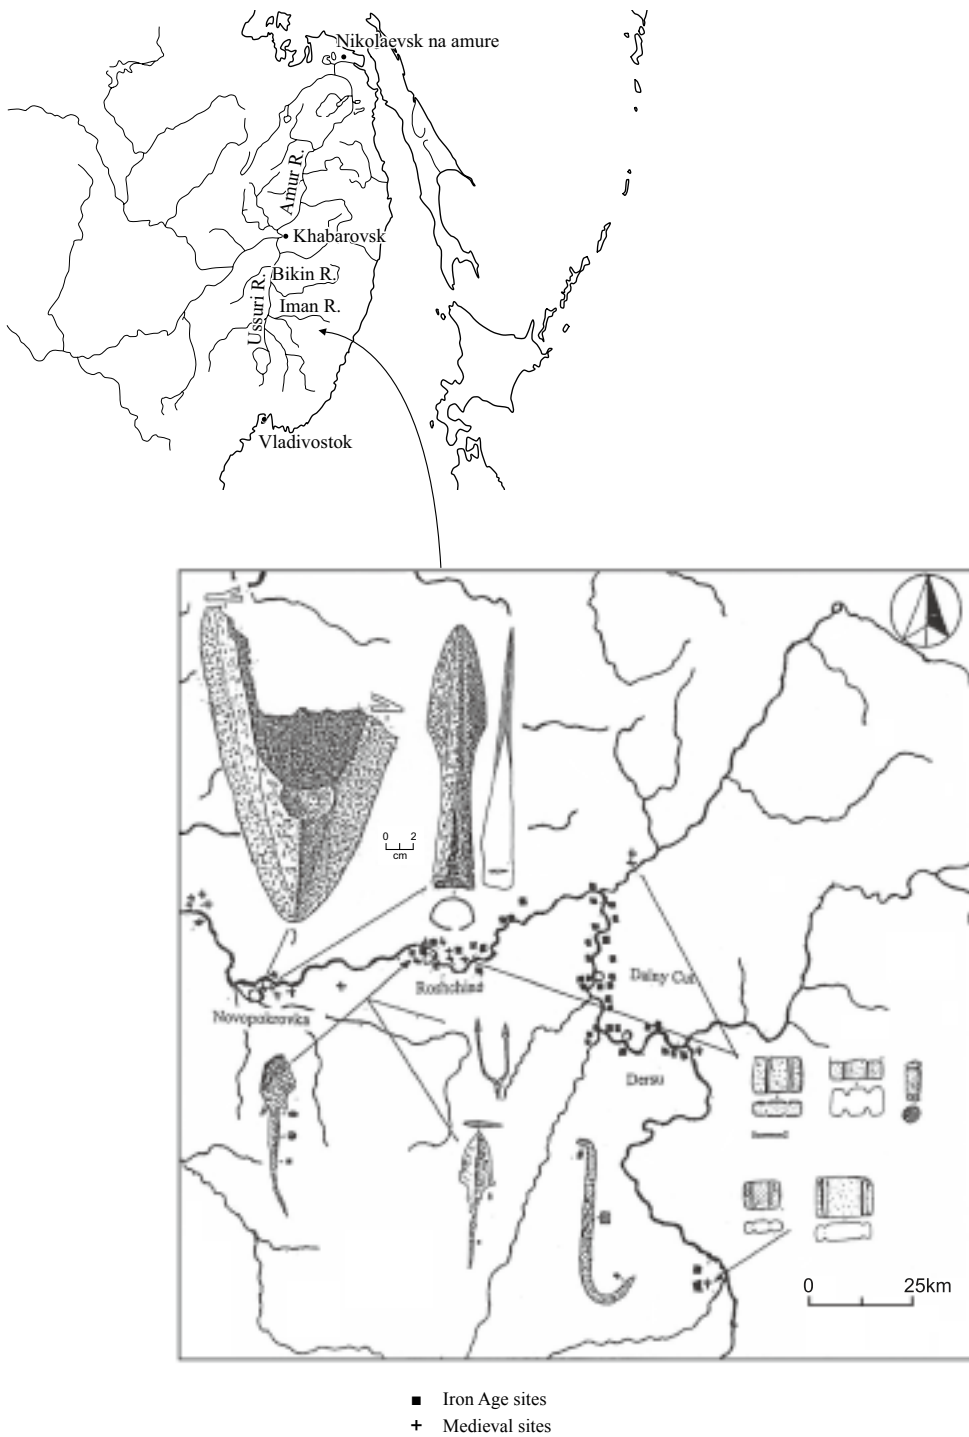 Nikolaevsk na amure
Amur R.
Khabarovsk
Bikin R.
Iman R.
Ussuri R.
Vladivostok
0 2
cm
Dalny Cut
Roshchino
Novopokrovka
Dersu
0 25km
Iron Age sites
Medieval sites